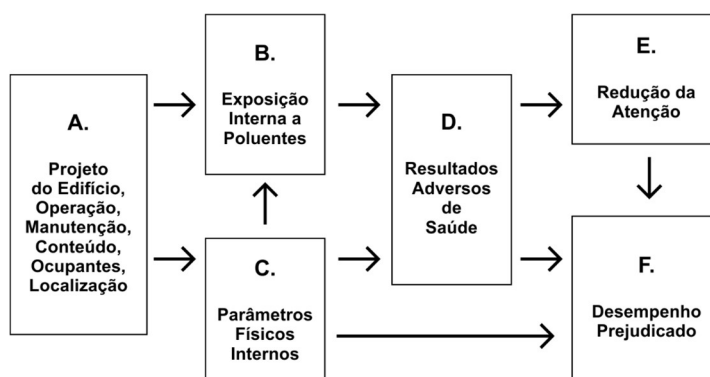 A.
Projeto
do Edifício,
Operação,
Manutenção,
Conteúdo,
Ocupantes,
Localização
B.
Exposição
Interna a
Poluentes
C.
Parâmetros
Físicos
Internos
D.
Resultados
Adversos
de
Saúde
E.
Redução da
Atenção
F.
Desempenho
Prejudicado